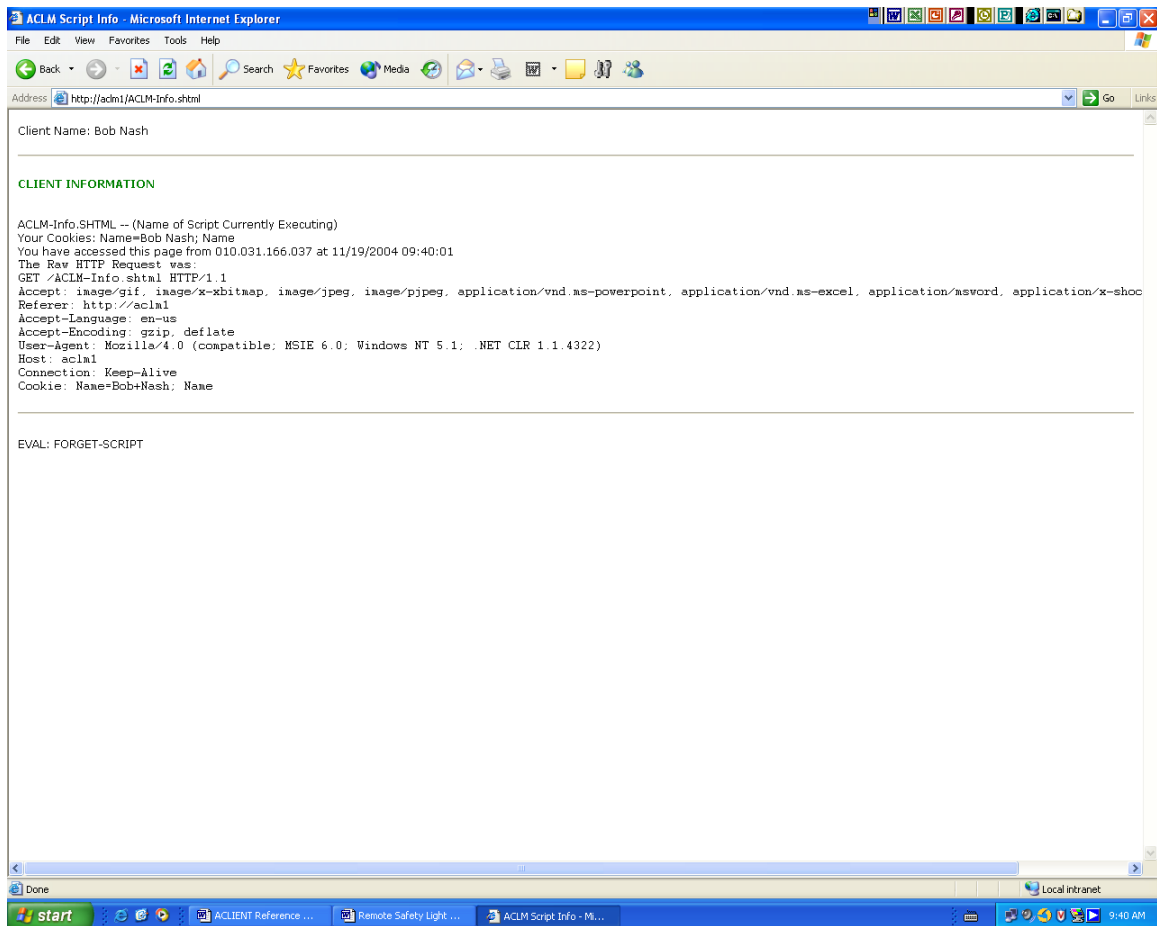 ACLM Script Info - Microsoft Internet Explorer
File Edit View Favorites Tools Help
Back Search Favorites Media
Address http://aclm1/ACLM-Info.shtml Go Links
Client Name: Bob Nash
CLIENT INFORMATION
ACLM-Info.SHTML -- (Name of Script Currently Executing)
Your Cookies: Name=Bob Nash; Name
You have accessed this page from 010.031.166.037 at 11/19/2004 09:40:01
The Raw HTTP Request was:
GET /ACLM-Info.shtml HTTP/1.1
Accept: image/gif, image/x-xbitmap, image/jpeg, image/pjpeg, application/vnd.ms-powerpoint, application/vnd.ms-excel, application/msword, application/x-shoc
Referer: http://aclm1
Accept-Language: en-us
Accept-Encoding: gzip, deflate
User-Agent: Mozilla/4.0 (compatible; MSIE 6.0; Windows NT 5.1; .NET CLR 1.1.4322)
Host: aclm1
Connection: Keep-Alive
Cookie: Name=Bob+Nash; Name
EVAL: FORGET-SCRIPT
Done Local intranet
start ACLIENT Reference ... Remote Safety Light ... ACLM Script Info - Mi... 9:40 AM